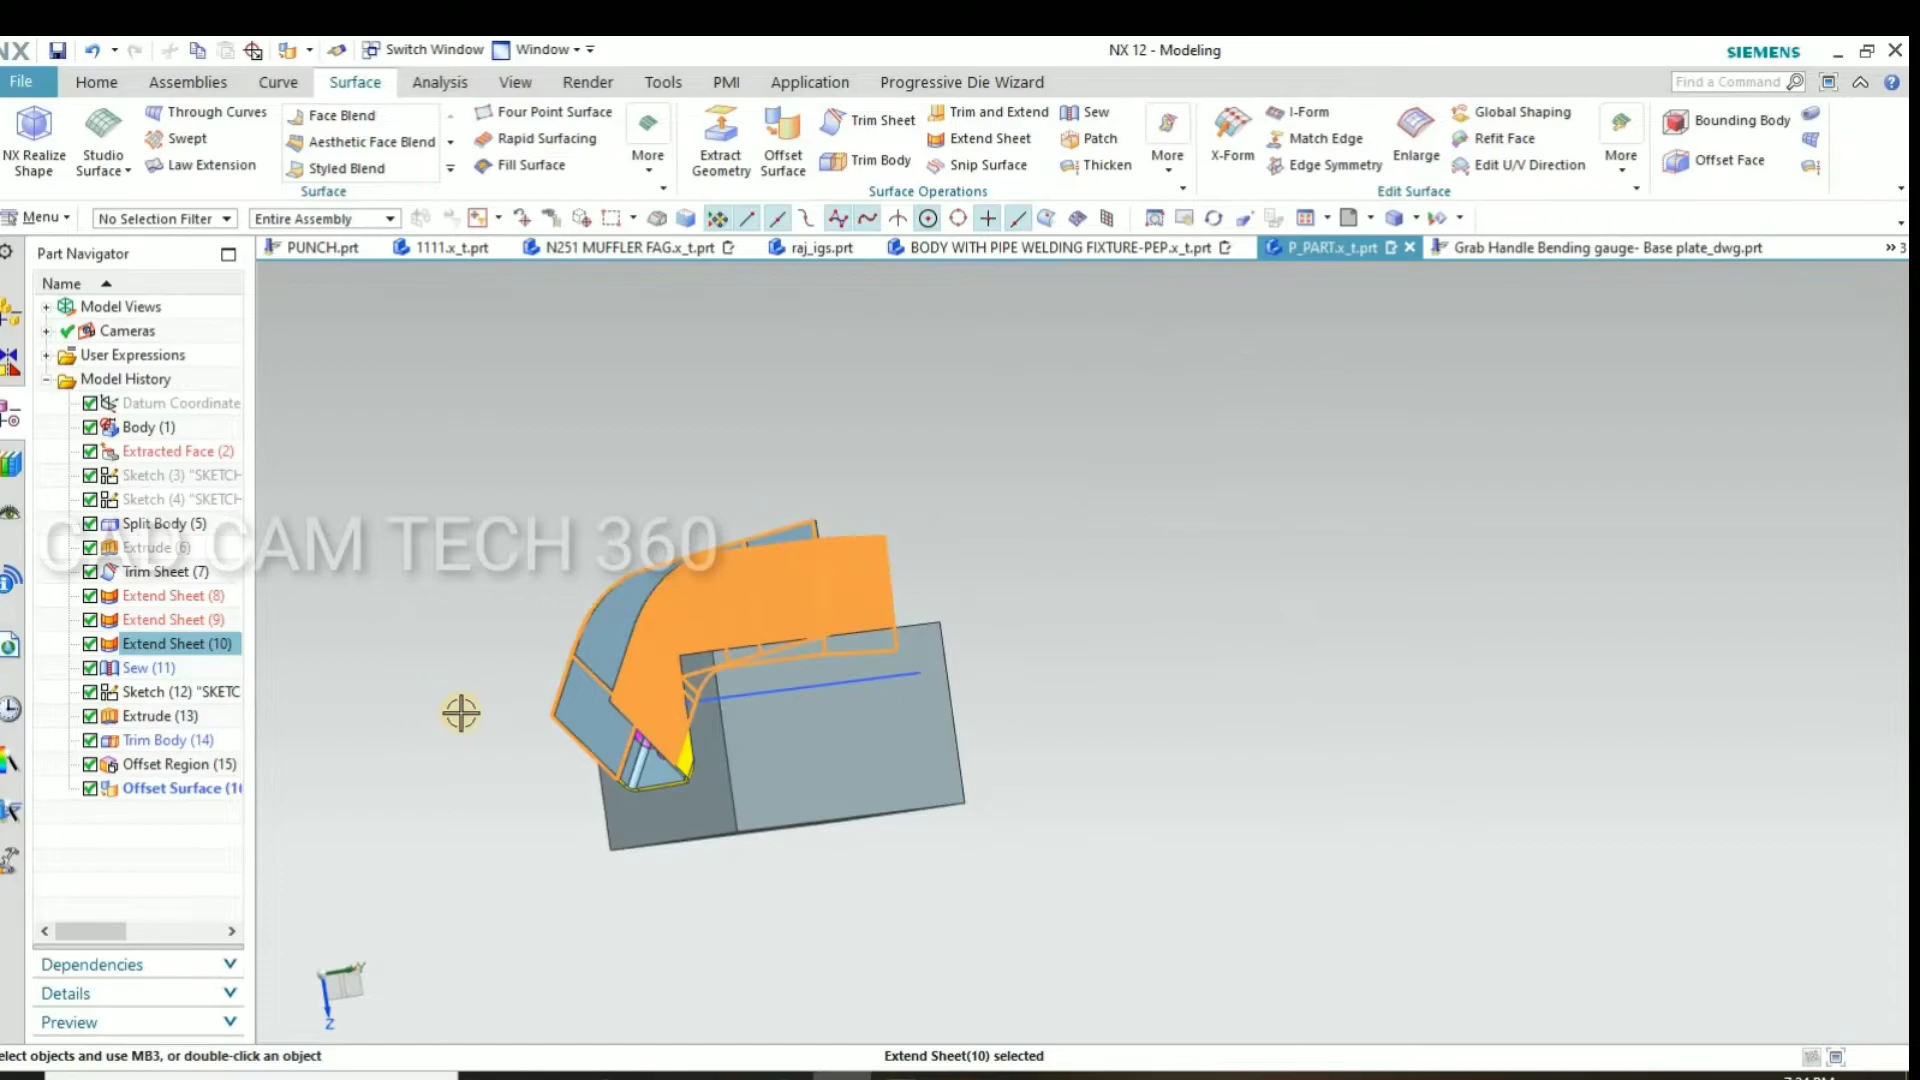 NX
Switch Window
Window
NX 12 - Modeling
SIEMENS
File
Home
Assemblies
Curve
Surface
Analysis
View
Render
Tools
PMI
Application
Progressive Die Wizard
Find a Command
NX Realize
Shape
Studio
Surface
Through Curves
Swept
Law Extension
Face Blend
Aesthetic Face Blend
Styled Blend
Four Point Surface
Rapid Surfacing
Fill Surface
More
Surface
Extract
Geometry
Offset
Surface
Trim Sheet
Trim Body
Trim and Extend
Extend Sheet
Snip Surface
Sew
Patch
Thicken
More
Surface Operations
X-Form
I-Form
Match Edge
Edge Symmetry
Enlarge
Global Shaping
Refit Face
Edit U/V Direction
More
Edit Surface
Bounding Body
Offset Face
Menu
No Selection Filter
Entire Assembly
PUNCH.prt
1111.x_t.prt
N251 MUFFLER FAG.x_t.prt
raj_igs.prt
BODY WITH PIPE WELDING FIXTURE-PEP.x_t.prt
P_PART.x_t.prt
Grab Handle Bending gauge- Base plate_dwg.prt
3
Part Navigator
Name
Model Views
Cameras
User Expressions
Model History
Datum Coordinate
Body (1)
Extracted Face (2)
Sketch (3) "SKETCH
Sketch (4) "SKETCH
Split Body (5)
Extrude (6)
Trim Sheet (7)
Extend Sheet (8)
Extend Sheet (9)
Extend Sheet (10)
Sew (11)
Sketch (12) "SKETC
Extrude (13)
Trim Body (14)
Offset Region (15)
Offset Surface (16
CAD CAM TECH 360
Dependencies
Details
Preview
Y
Z
elect objects and use MB3, or double-click an object
Extend Sheet(10) selected